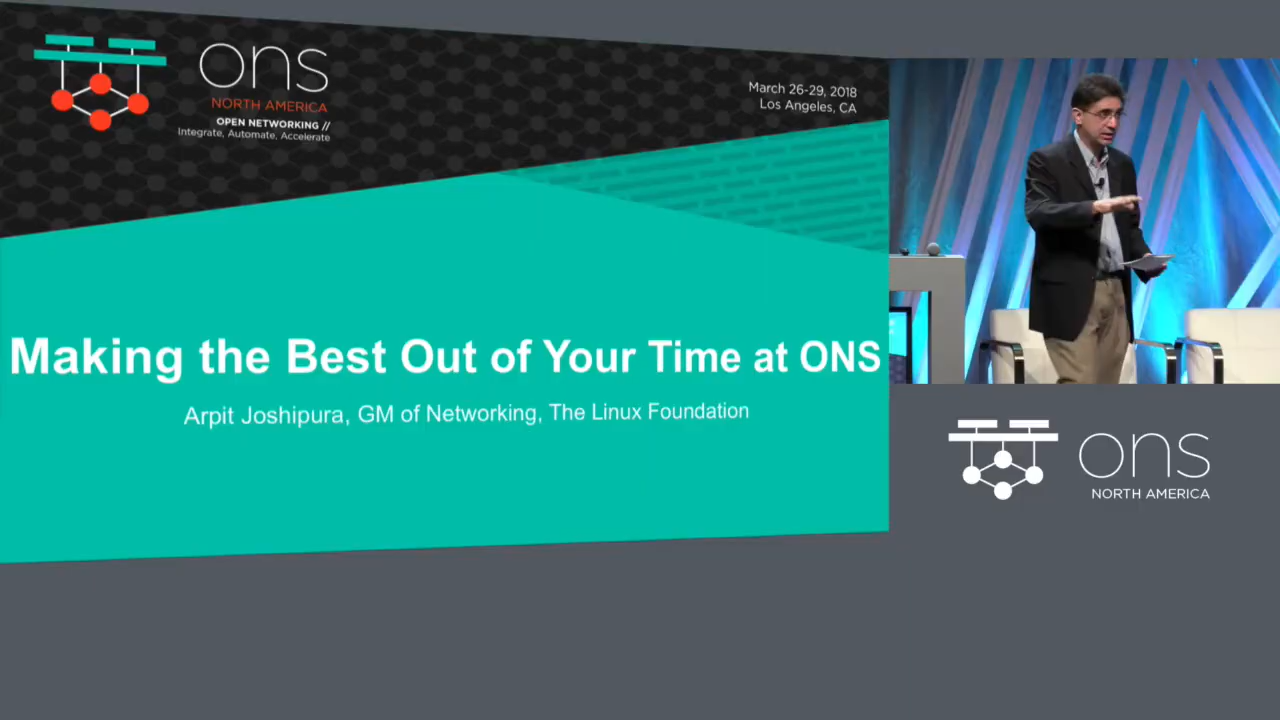 ons
NORTH AMERICA
OPEN NETWORKING //
Integrate, Automate, Accelerate
March 26-29, 2018
Los Angeles, CA
Making the Best Out of Your Time at ONS
Arpit Joshipura, GM of Networking, The Linux Foundation
ons
NORTH AMERICA